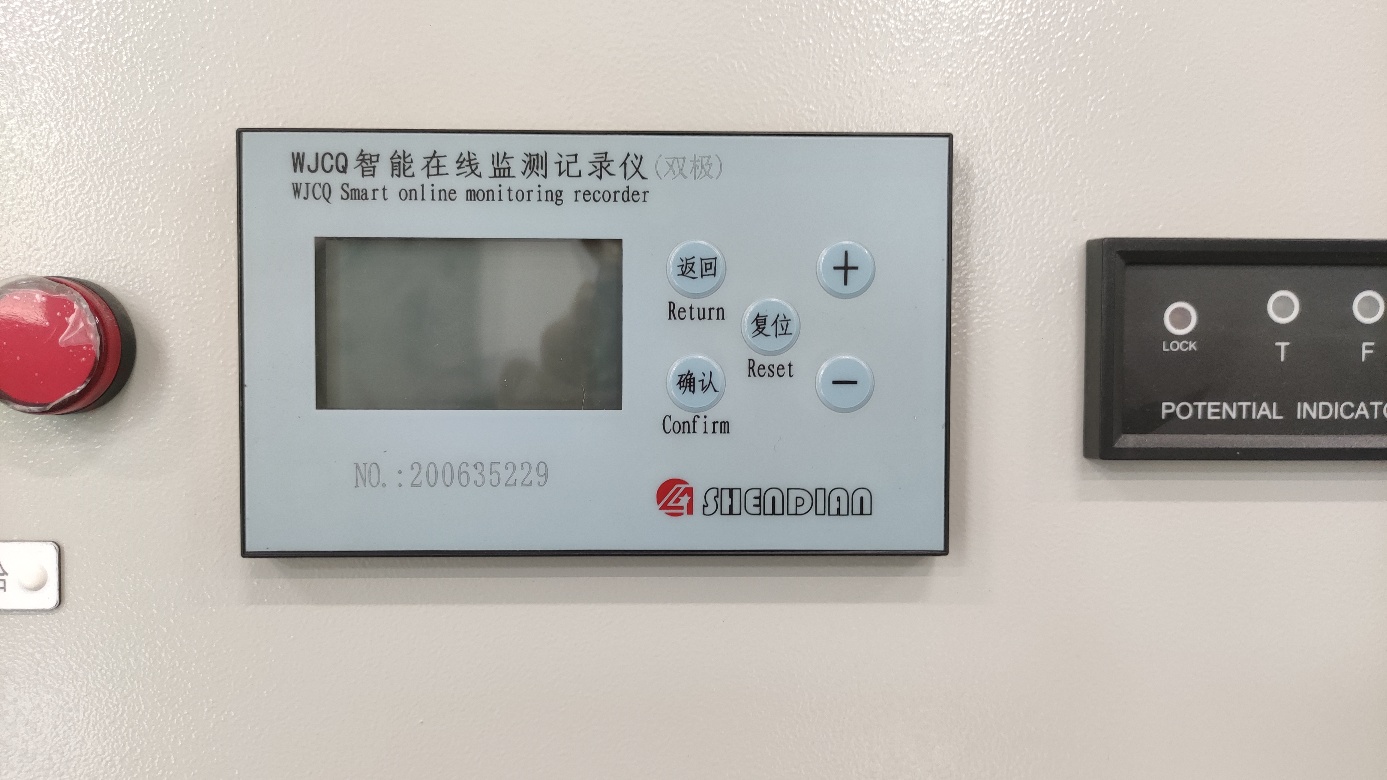 WJCQ智能在线监测记录仪(双极)
WJCQ Smart online monitoring recorder
返回
Return
+
复位
Reset
确认
Confirm
−
NO.:200635229
SHENDIAN
LOCK
T
F
POTENTIAL INDICATO